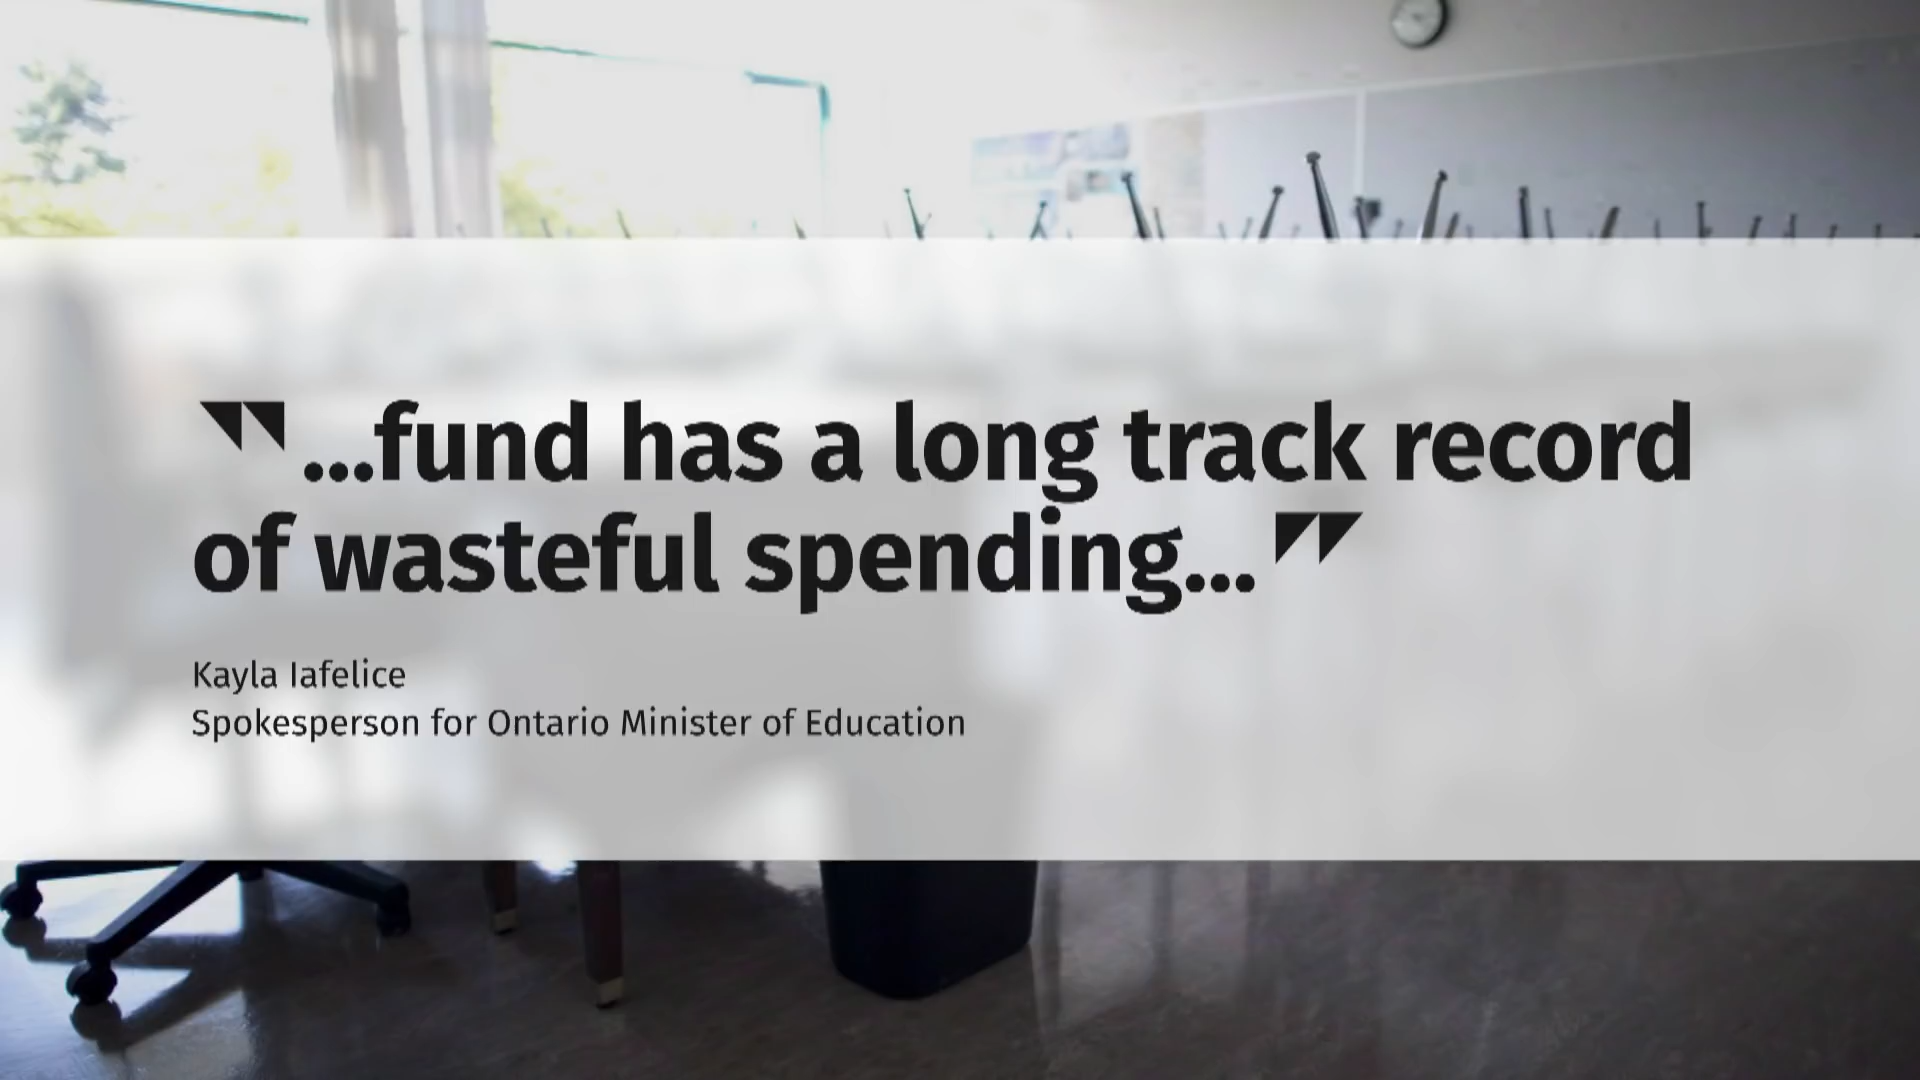 "...fund has a long track record
of wasteful spending..."
Kayla Iafelice
Spokesperson for Ontario Minister of Education